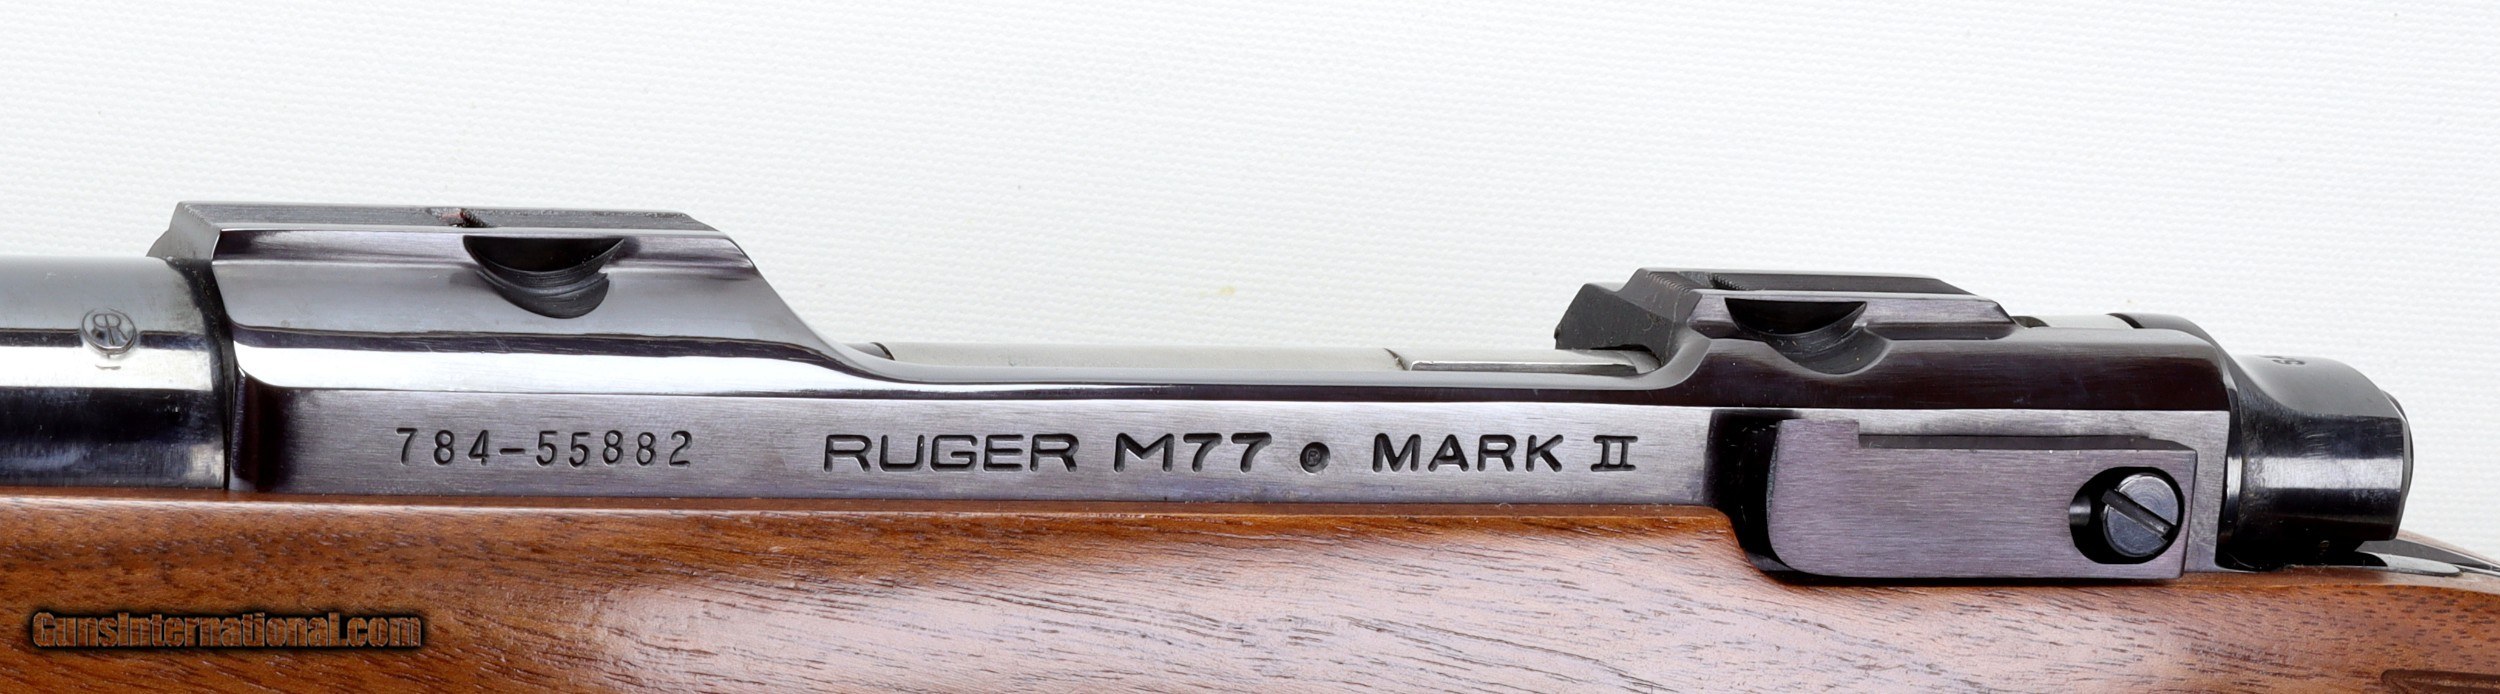 784-55882 RUGER M77 ® MARK II
GunsInternational.com